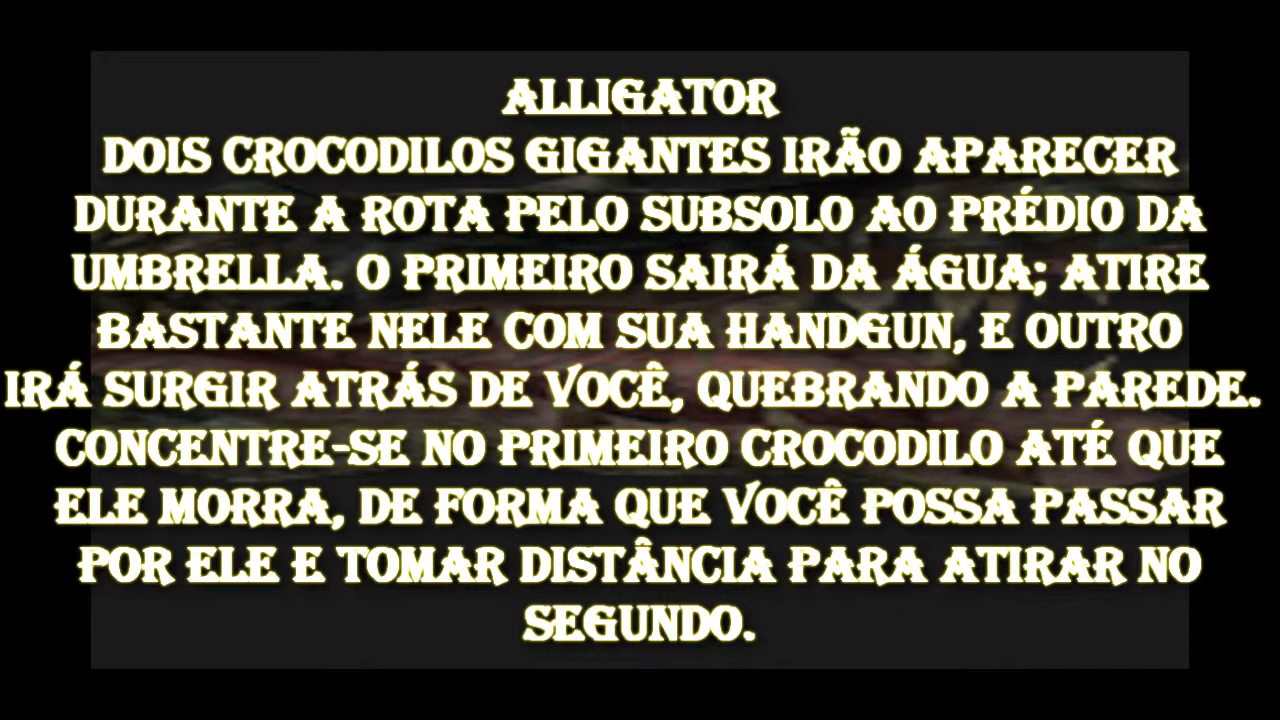 ALLIGATOR
DOIS CROCODILOS GIGANTES IRÃO APARECER
DURANTE A ROTA PELO SUBSOLO AO PRÉDIO DA
UMBRELLA. O PRIMEIRO SAIRÁ DA ÁGUA; ATIRE
BASTANTE NELE COM SUA HANDGUN, E OUTRO
IRÁ SURGIR ATRÁS DE VOCÊ, QUEBRANDO A PAREDE.
CONCENTRE-SE NO PRIMEIRO CROCODILO ATÉ QUE
ELE MORRA, DE FORMA QUE VOCÊ POSSA PASSAR
POR ELE E TOMAR DISTÂNCIA PARA ATIRAR NO
SEGUNDO.